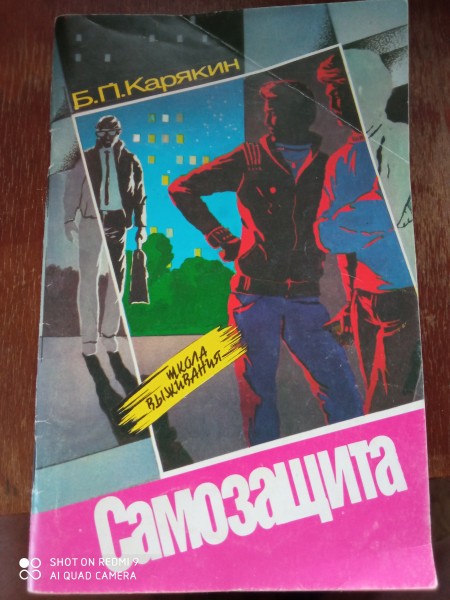 Б.П.Карякин
ШКОЛА
ВЫЖИВАНИЯ
Самозащита
SHOT ON REDMI 7
AI QUAD CAMERA